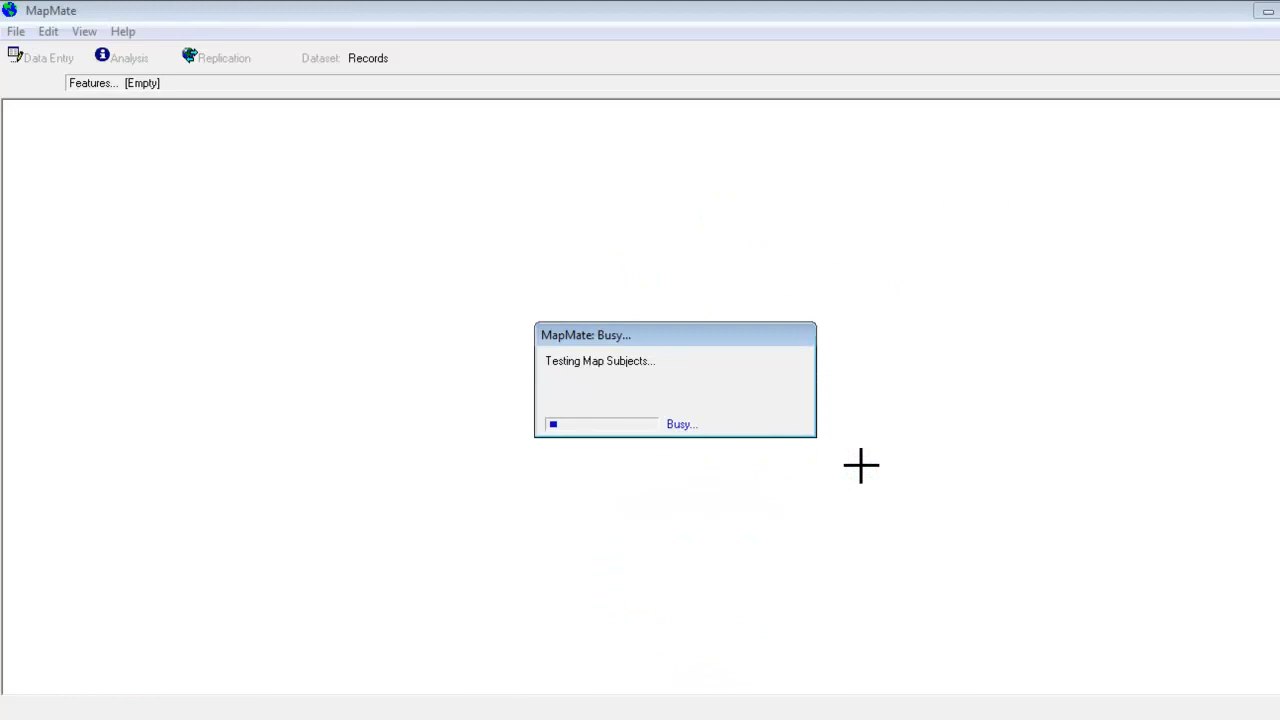 MapMate
File Edit View Help
Data Entry Analysis Replication Dataset: Records
Features... [Empty]
MapMate: Busy...
Testing Map Subjects...
Busy...